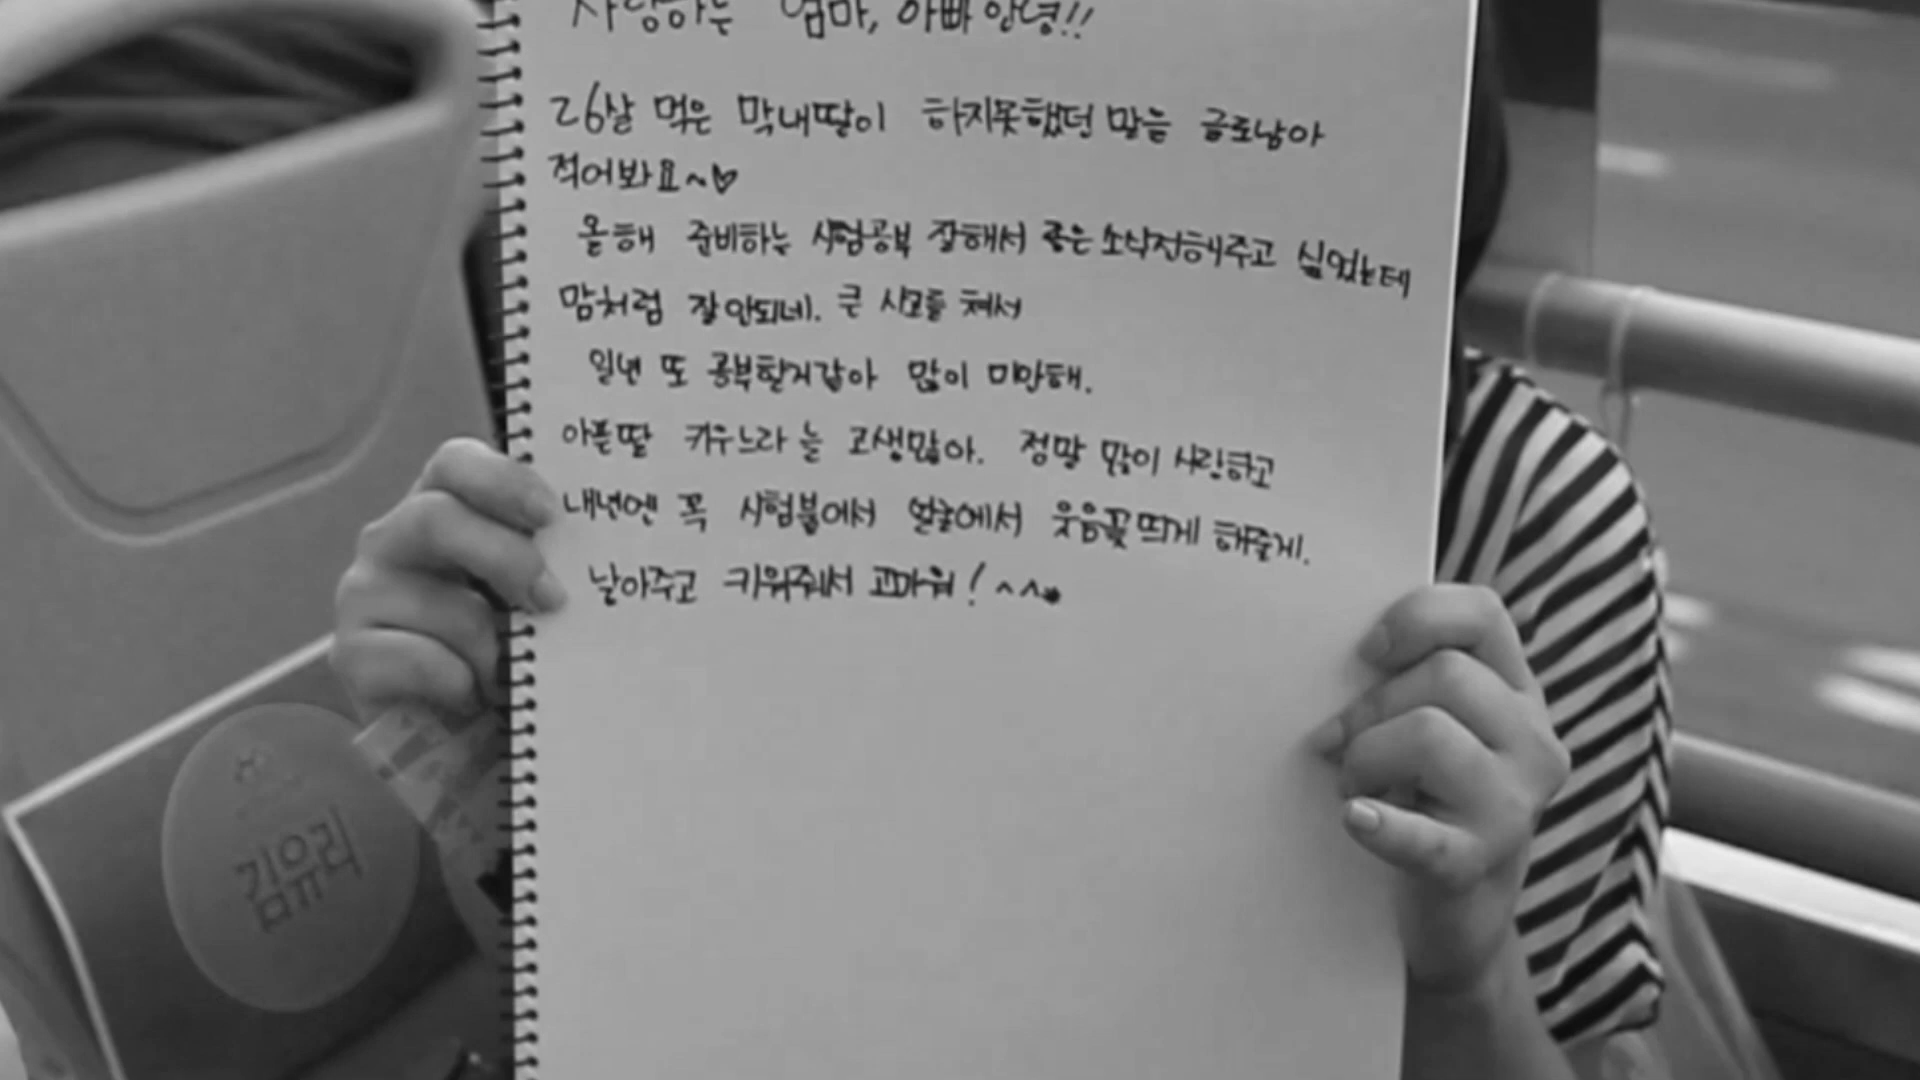 사랑하는 엄마, 아빠 안녕!!
26살 먹은 막내딸이 하지못했던 말을 글로남아
적어봐요~♡
올해 준비하는 시험공부 잘해서 좋은소식전해주고 싶었는데
맘처럼 잘안되네. 큰 시험을 쳐서
일년 또 공부할거같아 많이 미안해.
아픈딸 키우느라 늘 고생많아. 정말 많이 사랑하고
내년엔 꼭 시험붙어서 얼굴에서 웃음꽃띄게 해줄게.
낳아주고 키워줘서 고마워! ^^♥
김유리